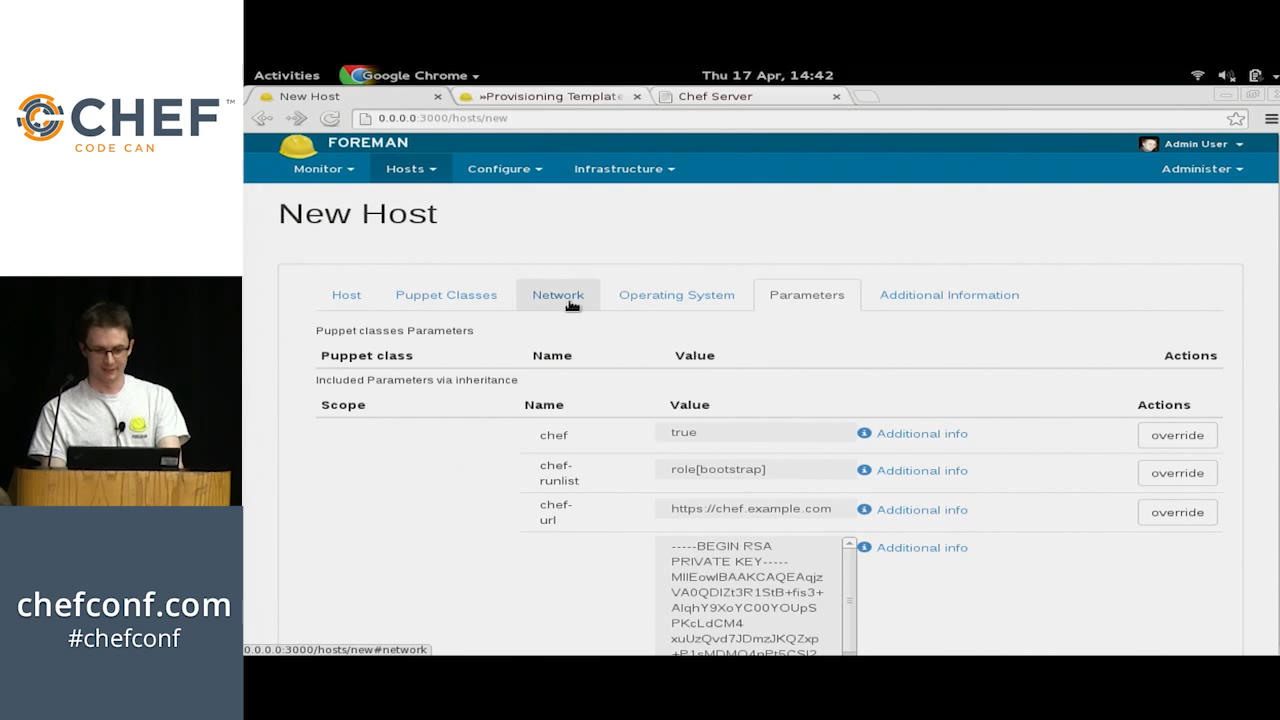 CHEF™
CODE CAN
chefconf.com
#chefconf
Activities
Google Chrome
Thu 17 Apr, 14:42
New Host
»Provisioning Template
Chef Server
0.0.0.0:3000/hosts/new
FOREMAN
Admin User
Monitor
Hosts
Configure
Infrastructure
Administer
New Host
Host
Puppet Classes
Network
Operating System
Parameters
Additional Information
Puppet classes Parameters
Puppet class
Name
Value
Actions
Included Parameters via inheritance
Scope
Name
Value
Actions
chef
true
Additional info
override
chef-
runlist
role[bootstrap]
Additional info
override
chef-
url
https://chef.example.com
Additional info
override
-----BEGIN RSA
PRIVATE KEY-----
MIIEowIBAAKCAQEAqjz
VA0QDIZt3R1StB+fis3+
AIqhY9XoYC00YOUpS
PKcLdCM4
xuUzQvd7JDmzJKQZxp
Additional info
0.0.0.0:3000/hosts/new#network